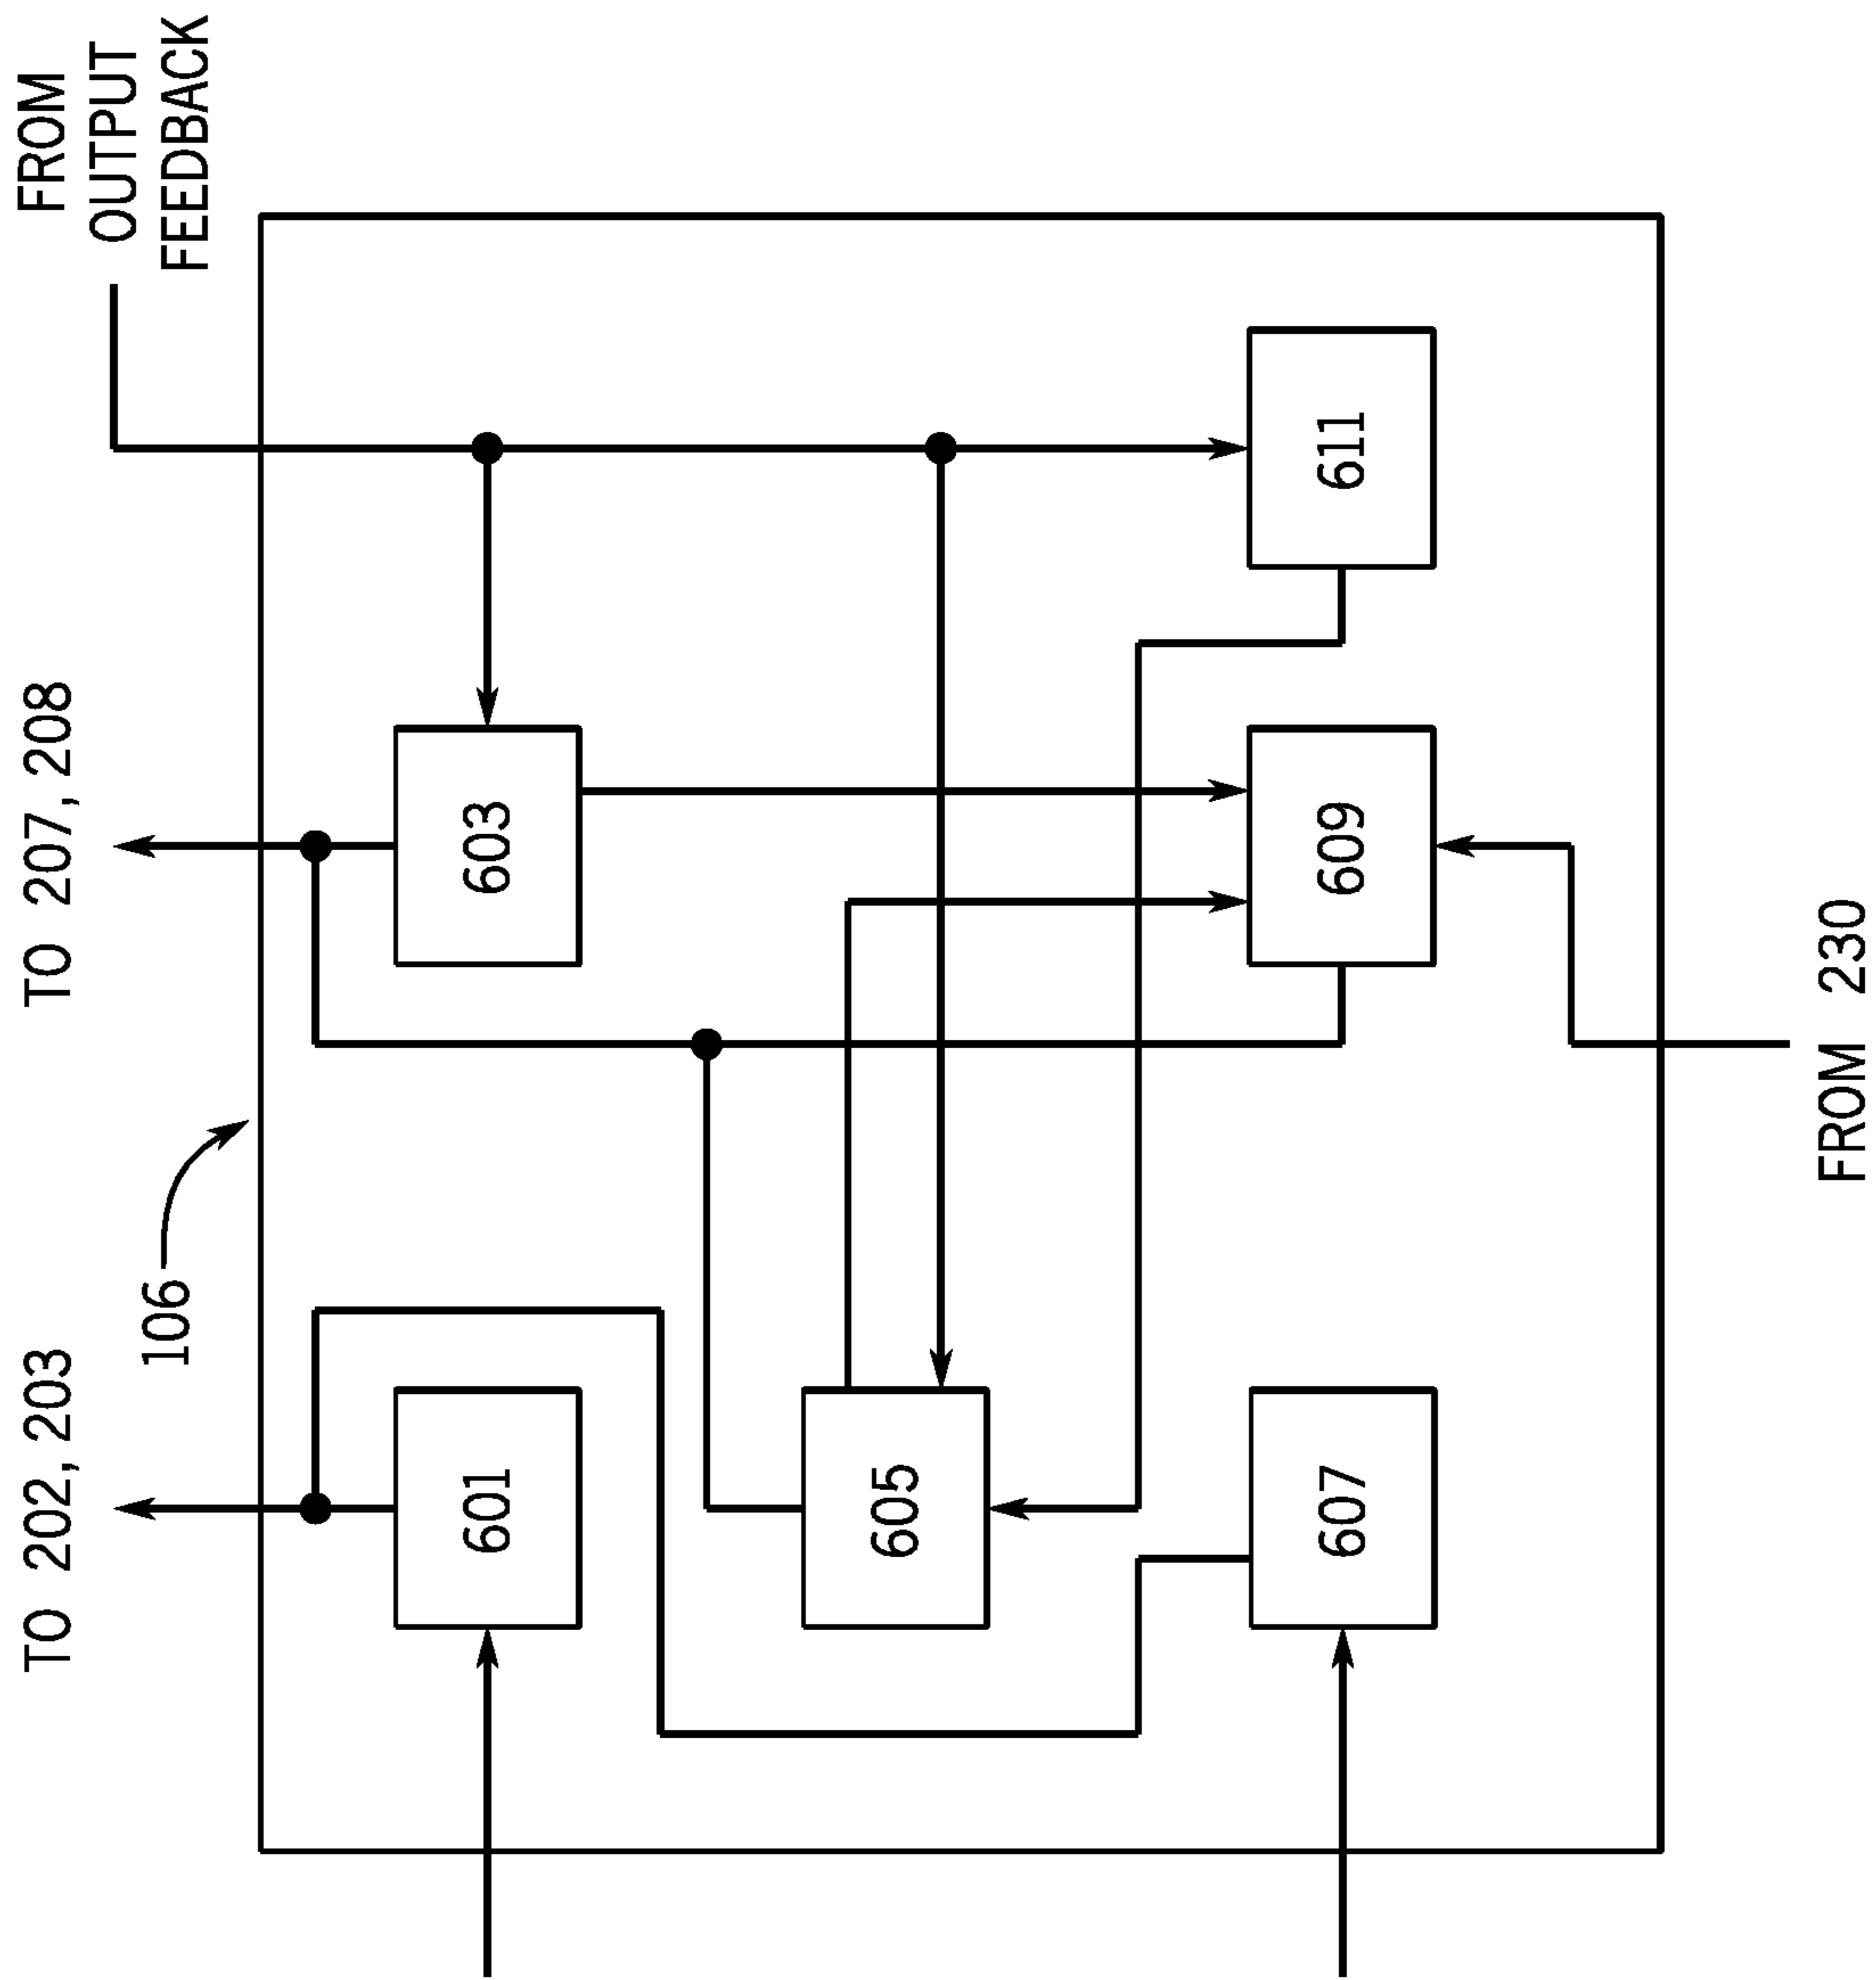 TO 202, 203
TO 207, 208
FROM
OUTPUT
FEEDBACK
106
601
603
605
607
609
611
FROM 230